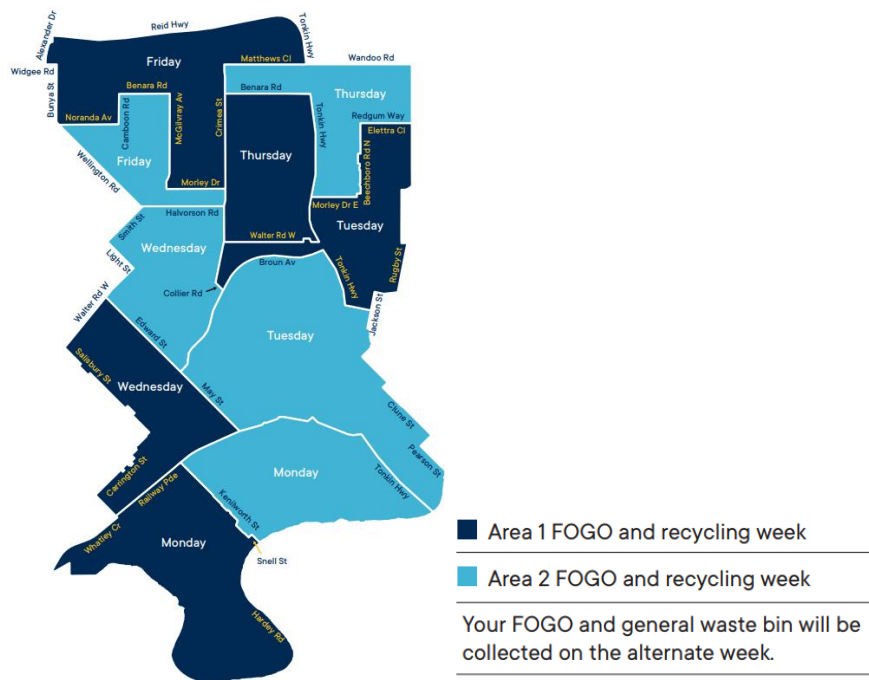 Alexander Dr
Reid Hwy
Tonkin Hwy
Widgee Rd
Friday
Matthews Cl
Wandoo Rd
Bunya St
Benara Rd
Benara Rd
Thursday
Noranda Av
Camboon Rd
McGilvray Av
Crimea St
Tonkin Hwy
Redgum Way
Elettra Cl
Wellington Rd
Friday
Thursday
Beechboro Rd N
Morley Dr
Morley Dr E
Smith St
Halvorson Rd
Tuesday
Light St
Wednesday
Walter Rd W
Broun Av
Tonkin Hwy
Rugby St
Collier Rd
Jackson St
Walter Rd W
Edward St
Tuesday
Salisbury St
Wednesday
May St
Clune St
Pearson St
Carrington St
Railway Pde
Monday
Tonkin Hwy
Kenilworth St
Whatley Cr
Monday
Snell St
Hardey Rd
Area 1 FOGO and recycling week
Area 2 FOGO and recycling week
Your FOGO and general waste bin will be
collected on the alternate week.